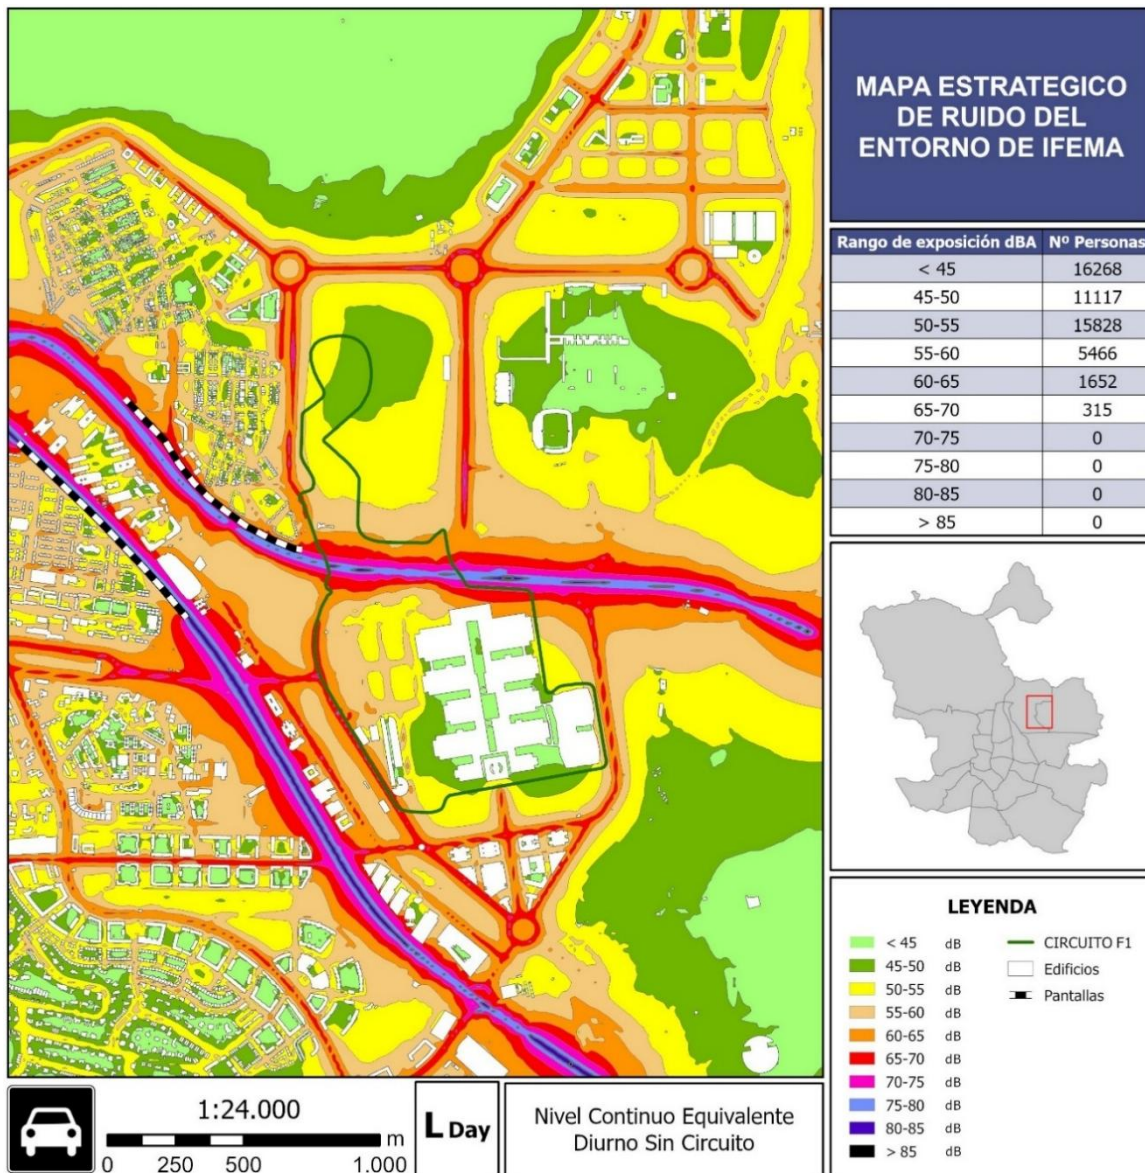 MAPA ESTRATEGICO
DE RUIDO DEL
ENTORNO DE IFEMA
Rango de exposición dBA Nº Personas
< 45 16268
45-50 11117
50-55 15828
55-60 5466
60-65 1652
65-70 315
70-75 0
75-80 0
80-85 0
> 85 0
LEYENDA
< 45 dB
45-50 dB
50-55 dB
55-60 dB
60-65 dB
65-70 dB
70-75 dB
75-80 dB
80-85 dB
> 85 dB
CIRCUITO F1
Edificios
Pantallas
1:24.000
m
0 250 500 1.000
L Day
Nivel Continuo Equivalente
Diurno Sin Circuito